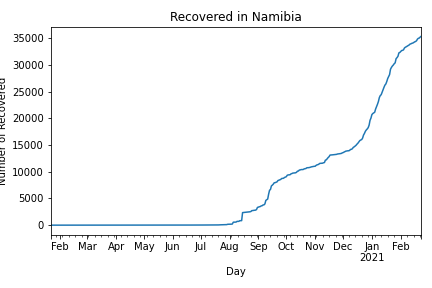 Recovered in Namibia
Number of Recovered
35000
30000
25000
20000
15000
10000
5000
0
Feb Mar Apr May Jun Jul Aug Sep Oct Nov Dec Jan Feb
2021
Day